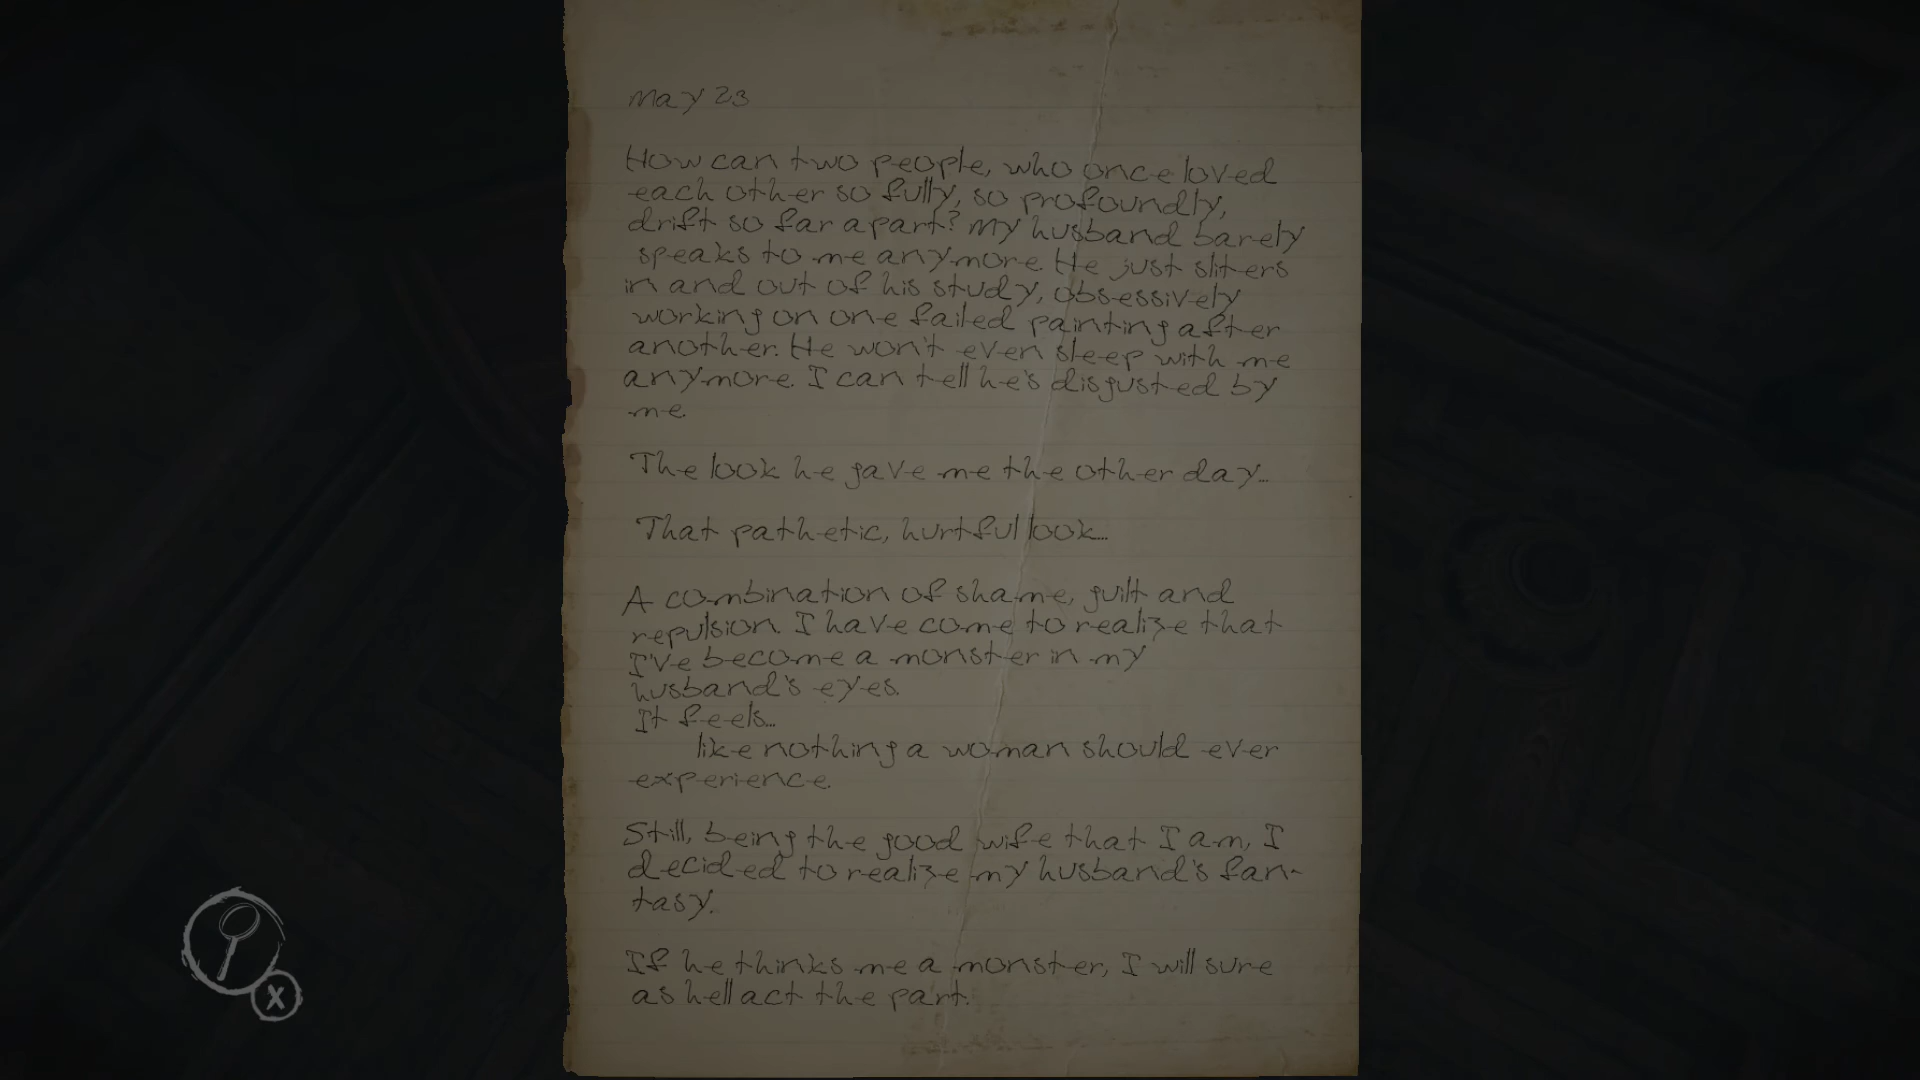 May 23
How can two people, who once loved
each other so fully, so profoundly,
drift so far apart? My husband barely
speaks to me anymore. He just sliters
in and out of his study, obsessively
working on one failed painting after
another. He won't even sleep with me
anymore. I can tell he's disgusted by
me.
The look he gave me the other day...
That pathetic, hurtful look...
A combination of shame, guilt and
repulsion. I have come to realize that
I've become a monster in my
husband's eyes.
It feels...
like nothing a woman should ever
experience.
Still, being the good wife that I am, I
decided to realize my husband's fan-
tasy.
If he thinks me a monster, I will sure
as hell act the part.
X